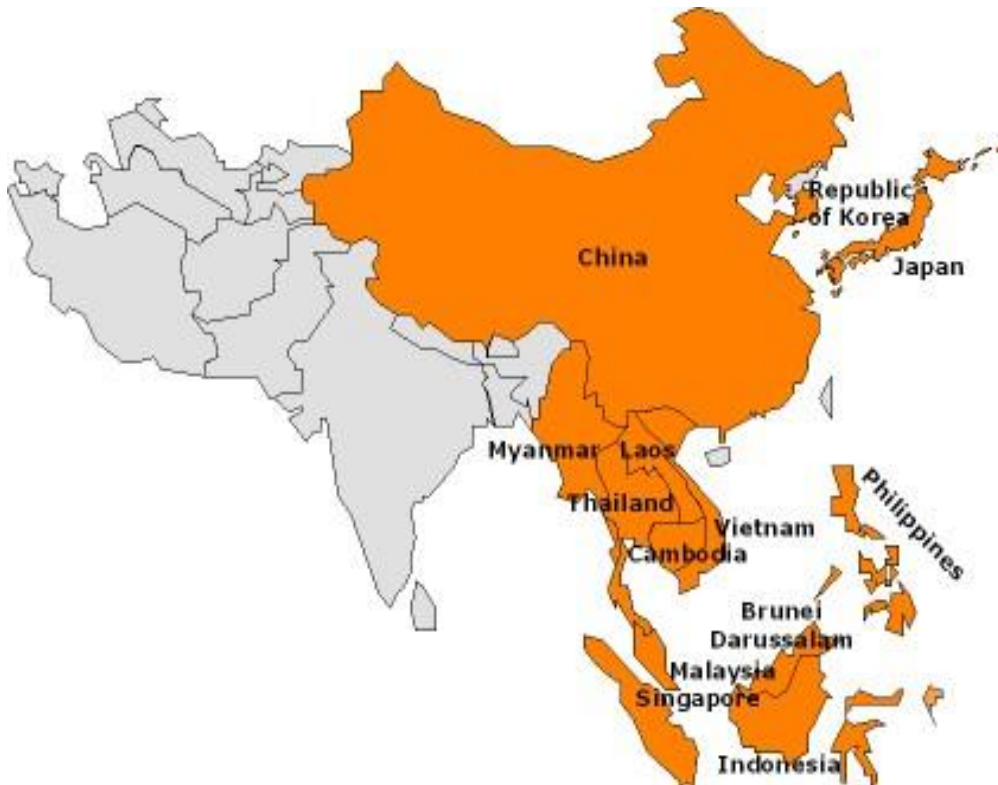 Republic
of Korea
China
Japan
Myanmar
Laos
Thailand
Philippines
Vietnam
Cambodia
Brunei
Darussalam
Malaysia
Singapore
Indonesia